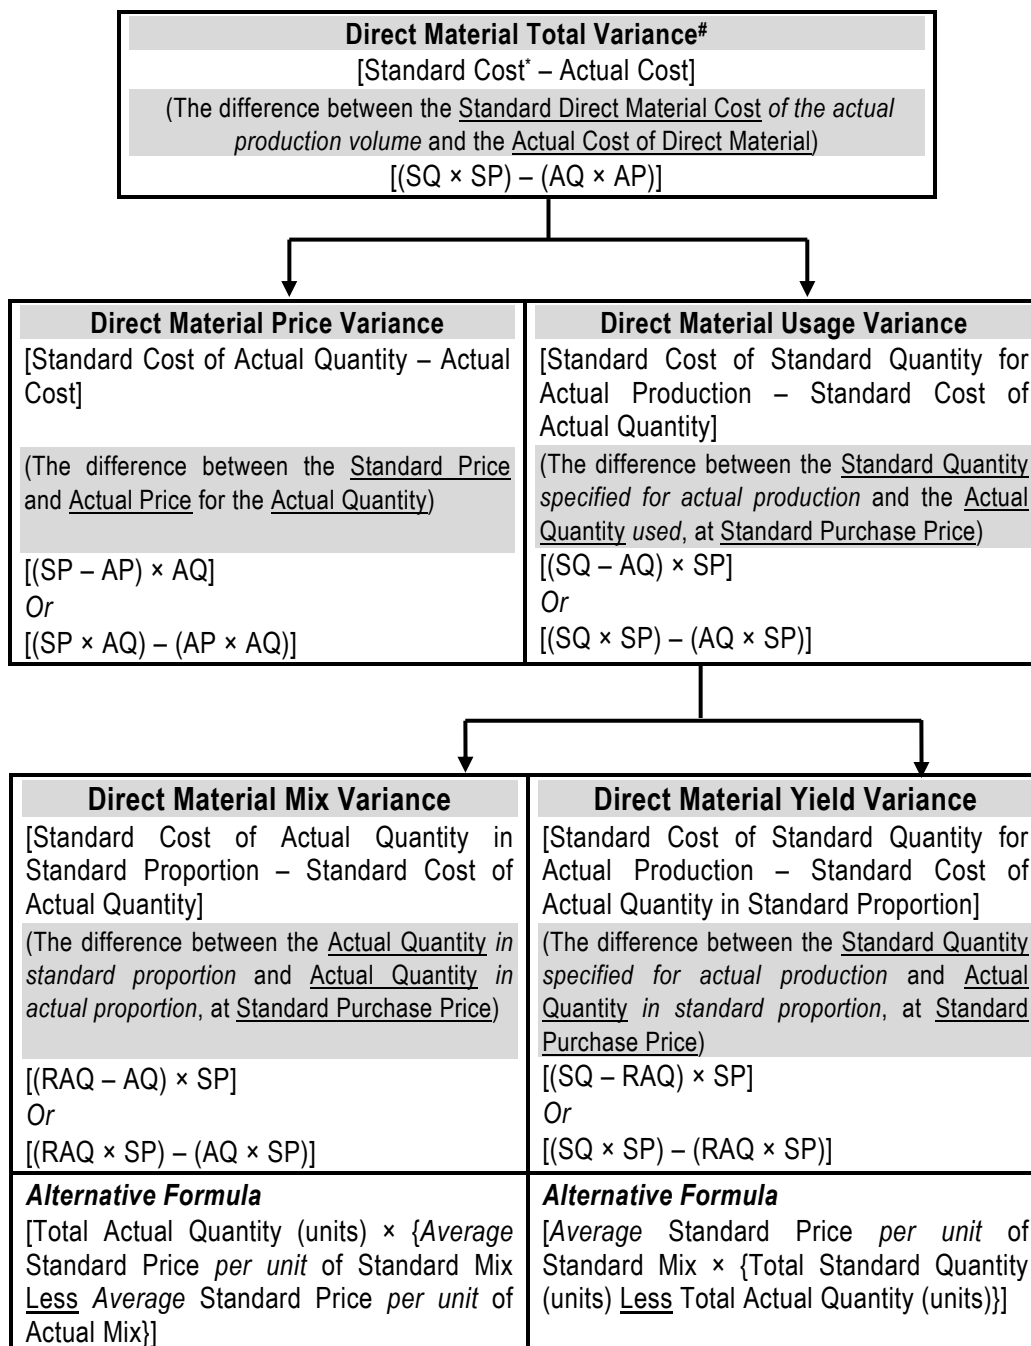 Direct Material Total Variance#
[Standard Cost* – Actual Cost]
(The difference between the Standard Direct Material Cost of the actual
production volume and the Actual Cost of Direct Material)
[(SQ × SP) – (AQ × AP)]
Direct Material Price Variance
[Standard Cost of Actual Quantity – Actual
Cost]
(The difference between the Standard Price
and Actual Price for the Actual Quantity)
[(SP – AP) × AQ]
Or
[(SP × AQ) – (AP × AQ)]
Direct Material Usage Variance
[Standard Cost of Standard Quantity for
Actual Production – Standard Cost of
Actual Quantity]
(The difference between the Standard Quantity
specified for actual production and the Actual
Quantity used, at Standard Purchase Price)
[(SQ – AQ) × SP]
Or
[(SQ × SP) – (AQ × SP)]
Direct Material Mix Variance
[Standard Cost of Actual Quantity in
Standard Proportion – Standard Cost of
Actual Quantity]
(The difference between the Actual Quantity in
standard proportion and Actual Quantity in
actual proportion, at Standard Purchase Price)
[(RAQ – AQ) × SP]
Or
[(RAQ × SP) – (AQ × SP)]
Alternative Formula
[Total Actual Quantity (units) × {Average
Standard Price per unit of Standard Mix
Less Average Standard Price per unit of
Actual Mix}]
Direct Material Yield Variance
[Standard Cost of Standard Quantity for
Actual Production – Standard Cost of
Actual Quantity in Standard Proportion]
(The difference between the Standard Quantity
specified for actual production and Actual
Quantity in standard proportion, at Standard
Purchase Price)
[(SQ – RAQ) × SP]
Or
[(SQ × SP) – (RAQ × SP)]
Alternative Formula
[Average Standard Price per unit of
Standard Mix × {Total Standard Quantity
(units) Less Total Actual Quantity (units)}]